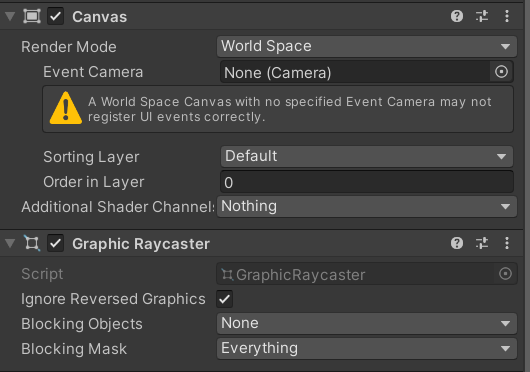 Canvas
Render Mode World Space
Event Camera None (Camera)
A World Space Canvas with no specified Event Camera may not
register UI events correctly.
Sorting Layer Default
Order in Layer 0
Additional Shader Channels Nothing
Graphic Raycaster
Script GraphicRaycaster
Ignore Reversed Graphics
Blocking Objects None
Blocking Mask Everything